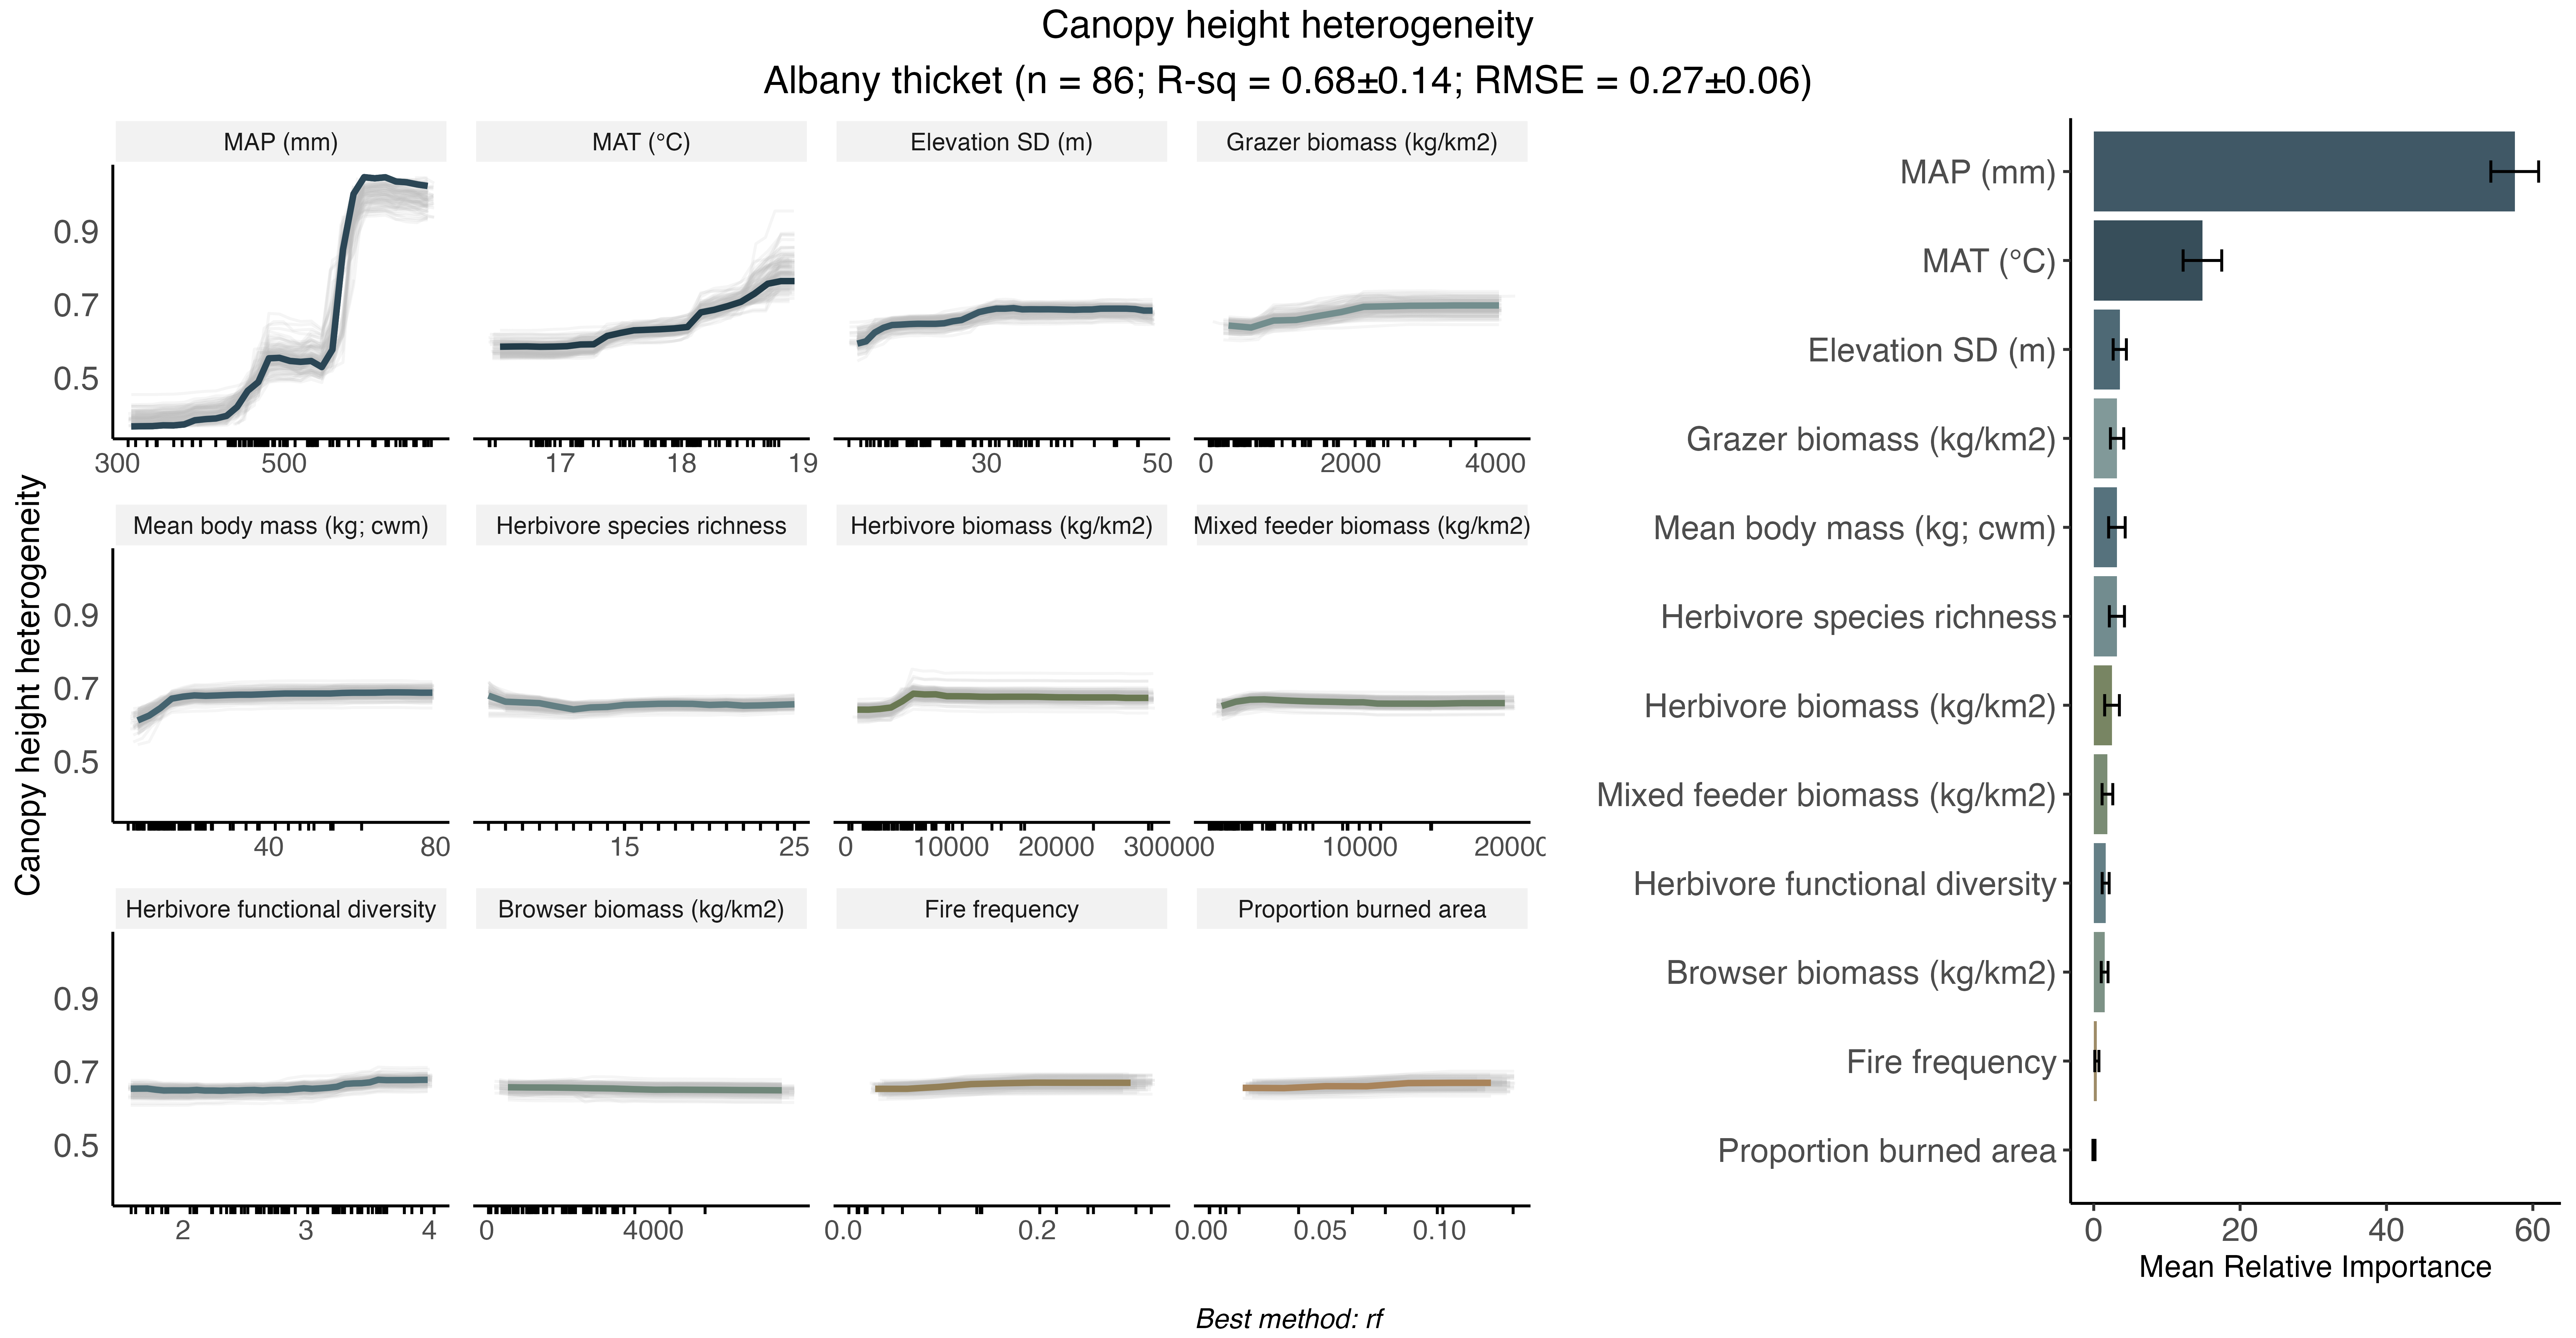 Canopy height heterogeneity
Albany thicket (n = 86; R-sq = 0.68±0.14; RMSE = 0.27±0.06)
MAP (mm)
MAT (°C)
Elevation SD (m)
Grazer biomass (kg/km2)
0.9
0.7
0.5
300
500
17
18
19
30
50
0
2000
4000
Canopy height heterogeneity
Mean body mass (kg; cwm)
Herbivore species richness
Herbivore biomass (kg/km2)
Mixed feeder biomass (kg/km2)
0.9
0.7
0.5
40
80
15
25
0
10000
20000
30000
0
10000
20000
Herbivore functional diversity
Browser biomass (kg/km2)
Fire frequency
Proportion burned area
0.9
0.7
0.5
2
3
4
0
4000
0.0
0.2
0.00
0.05
0.10
MAP (mm)
MAT (°C)
Elevation SD (m)
Grazer biomass (kg/km2)
Mean body mass (kg; cwm)
Herbivore species richness
Herbivore biomass (kg/km2)
Mixed feeder biomass (kg/km2)
Herbivore functional diversity
Browser biomass (kg/km2)
Fire frequency
Proportion burned area
0
20
40
60
Mean Relative Importance
Best method: rf